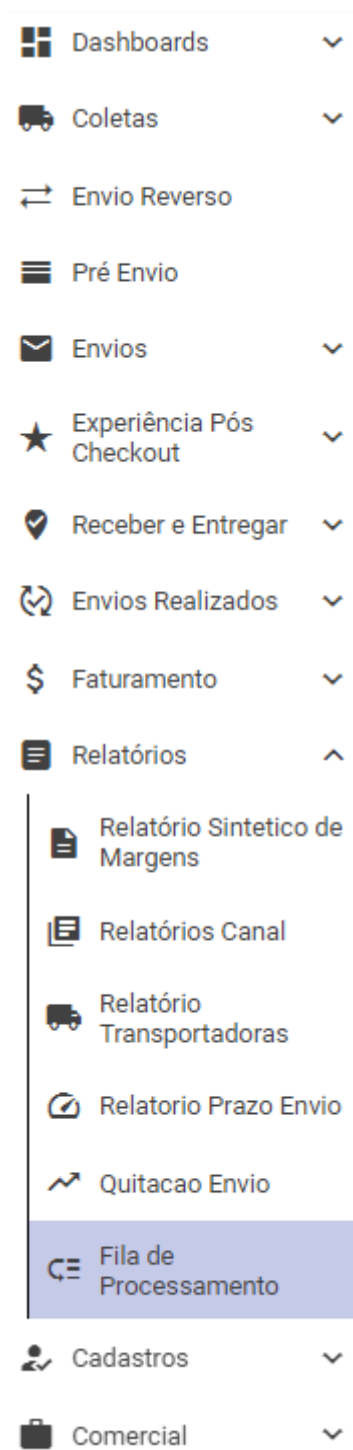 Dashboards
Coletas
Envio Reverso
Pré Envio
Envios
Experiência Pós
Checkout
Receber e Entregar
Envios Realizados
Faturamento
Relatórios
Relatório Sintetico de
Margens
Relatórios Canal
Relatório
Transportadoras
Relatorio Prazo Envio
Quitacao Envio
Fila de
Processamento
Cadastros
Comercial